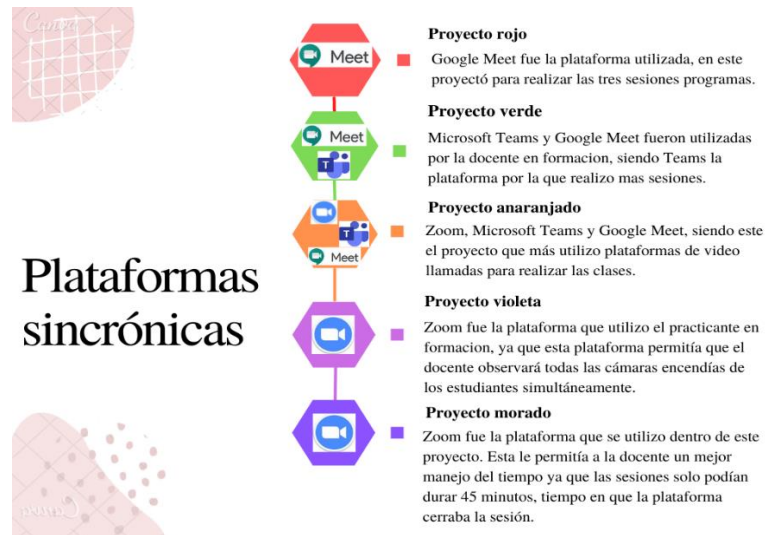 Canva
Meet
Proyecto rojo
Google Meet fue la plataforma utilizada, en este
proyectó para realizar las tres sesiones programas.
Meet
T
Proyecto verde
Microsoft Teams y Google Meet fueron utilizadas
por la docente en formacion, siendo Teams la
plataforma por la que realizo mas sesiones.
T
Meet
Proyecto anaranjado
Zoom, Microsoft Teams y Google Meet, siendo este
el proyecto que más utilizo plataformas de video
llamadas para realizar las clases.
Plataformas
sincrónicas
Proyecto violeta
Zoom fue la plataforma que utilizo el practicante en
formacion, ya que esta plataforma permitía que el
docente observará todas las cámaras encendías de
los estudiantes simultáneamente.
Proyecto morado
Zoom fue la plataforma que se utilizo dentro de este
proyecto. Esta le permitía a la docente un mejor
manejo del tiempo ya que las sesiones solo podían
durar 45 minutos, tiempo en que la plataforma
cerraba la sesión.
Canva